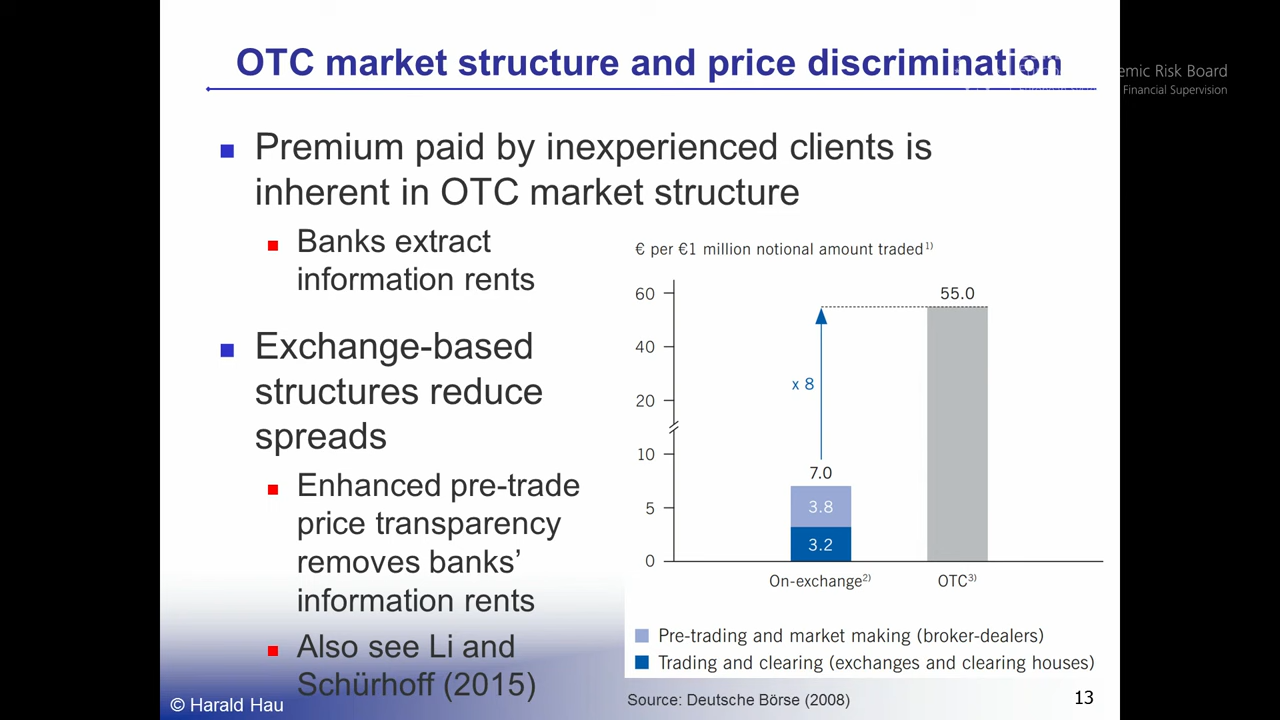 OTC market structure and price discrimination
emic Risk Board
Financial Supervision
Premium paid by inexperienced clients is
inherent in OTC market structure
Banks extract
information rents
Exchange-based
structures reduce
spreads
Enhanced pre-trade
price transparency
removes banks’
information rents
Also see Li and
Schürhoff (2015)
€ per €1 million notional amount traded1)
60
55.0
40
x 8
20
10
7.0
5
3.8
3.2
0
On-exchange2)
OTC3)
Pre-trading and market making (broker-dealers)
Trading and clearing (exchanges and clearing houses)
© Harald Hau
Source: Deutsche Börse (2008)
13